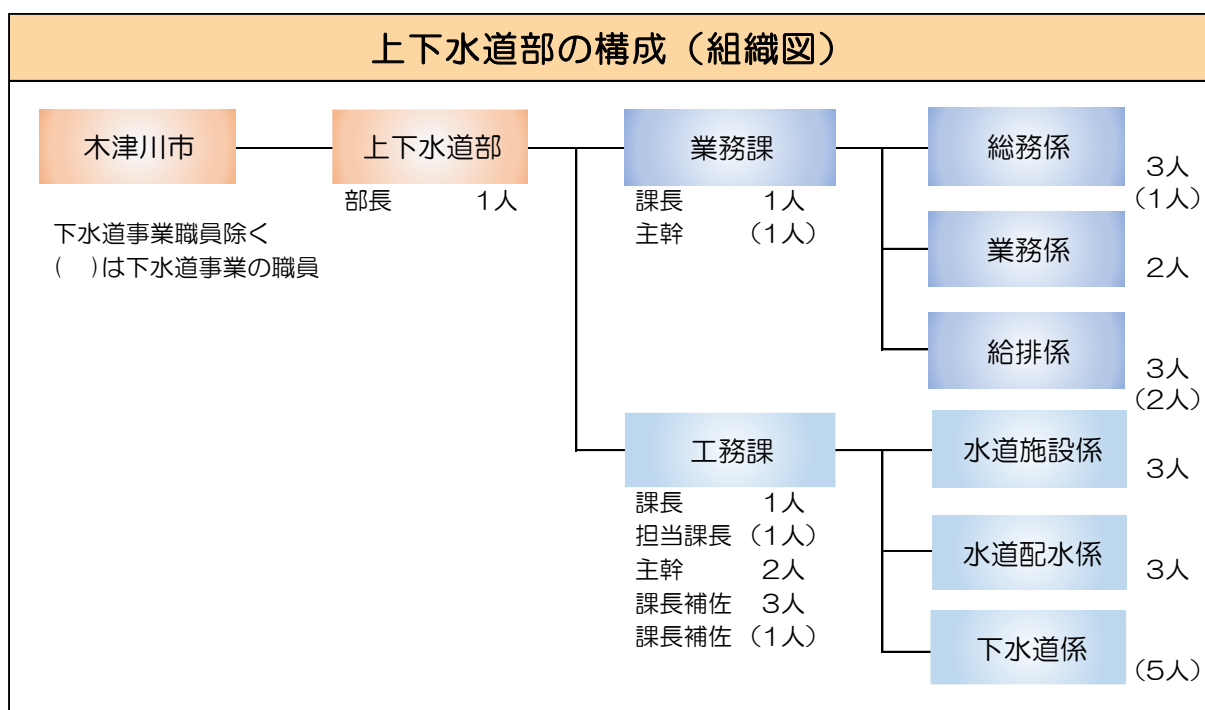 上下水道部の構成（組織図）
木津川市
上下水道部
部長　1人
下水道事業職員除く
(　)は下水道事業の職員
業務課
課長　1人
主幹　（1人）
総務係
3人
（1人）
業務係
2人
給排係
3人
（2人）
工務課
課長　1人
担当課長　（1人）
主幹　2人
課長補佐　3人
課長補佐　（1人）
水道施設係
3人
水道配水係
3人
下水道係
（5人）